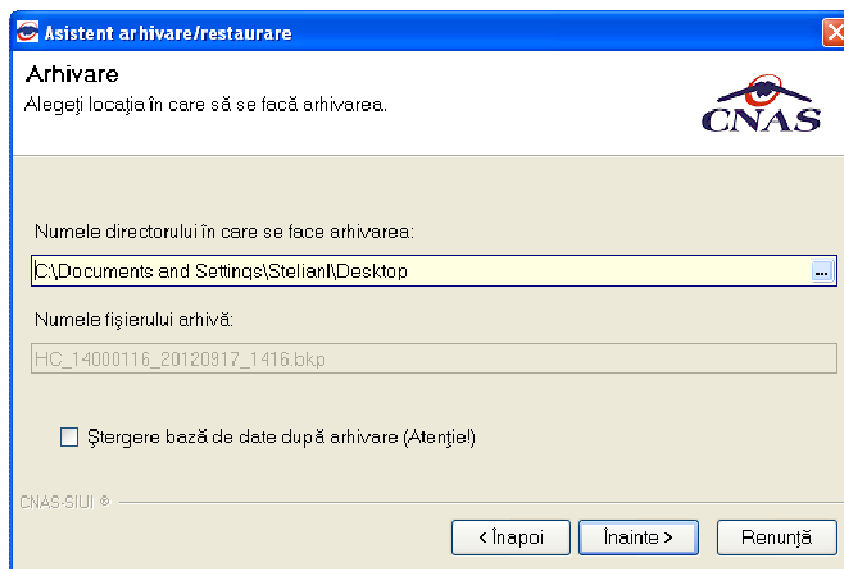 Asistent arhivare/restaurare
Arhivare
Alegeţi locaţia în care să se facă arhivarea.
CNAS
Numele directorului în care se face arhivarea:
C:\Documents and Settings\StelianI\Desktop
...
Numele fişierului arhivă:
HC_14000116_20120917_1416.bkp
Ştergere bază de date după arhivare (Atenţie!)
CNAS-SIUI ®
< Înapoi
Înainte >
Renunţă